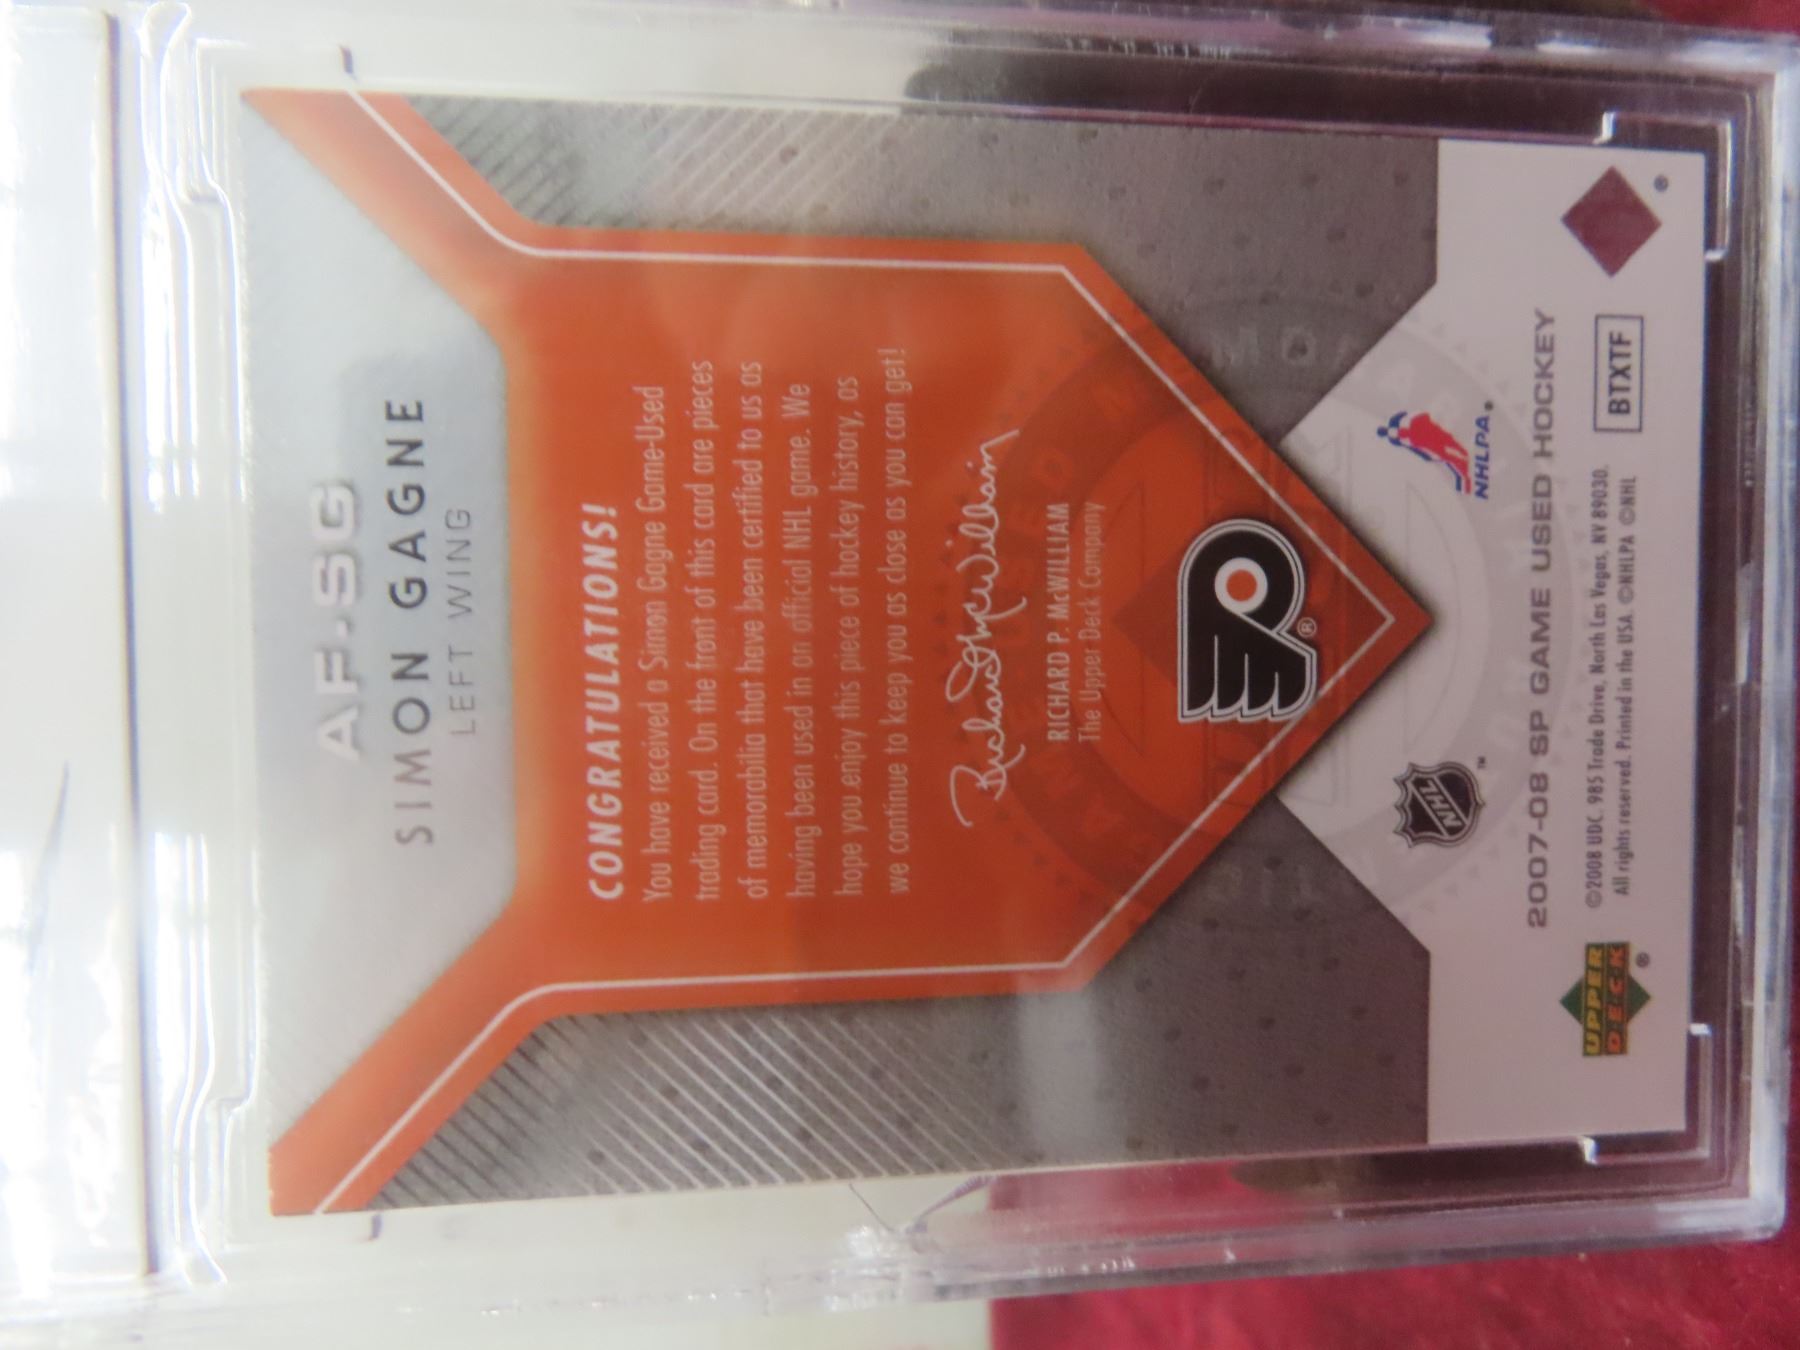 AF-SG
SIMON GAGNE
LEFT WING
CONGRATULATIONS!
You have received a Simon Gagne Game-Used
trading card. On the front of this card are pieces
of memorabilia that have been certified to us as
having been used in an official NHL game. We
hope you enjoy this piece of hockey history, as
we continue to keep you as close as you can get!
Richard McWilliam
RICHARD P. McWILLIAM
The Upper Deck Company
®
NHL
™
NHLPA.
2007-08 SP GAME USED HOCKEY
UPPER
D·E·C·K
®
©2008 UDC. 985 Trade Drive, North Las Vegas, NV 89030.
All rights reserved. Printed in the USA. ©NHLPA ©NHL
BTXTF
®